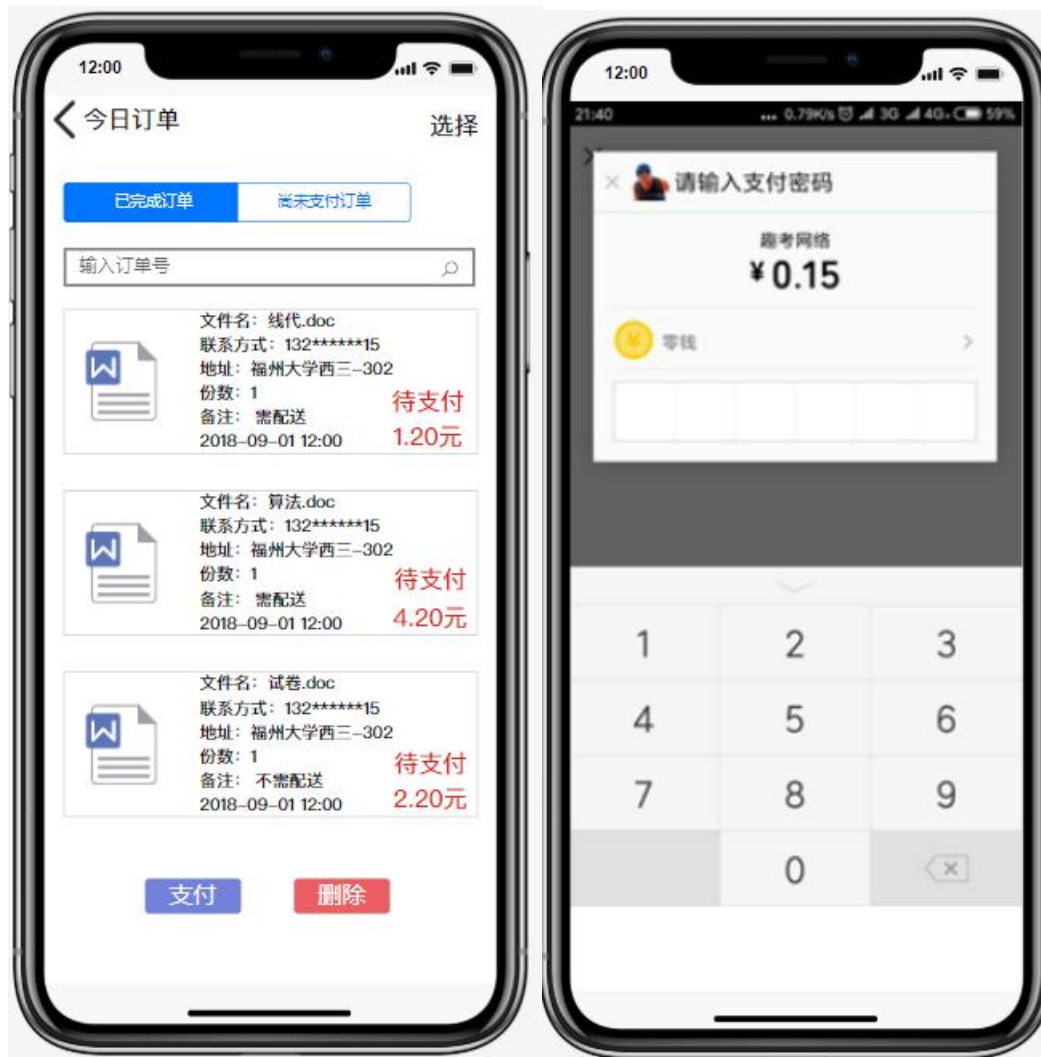 12:00
今日订单
选择
已完成订单
尚未支付订单
输入订单号
文件名：线代.doc
联系方式：132******15
地址：福州大学西三-302
份数：1
备注： 需配送
2018-09-01 12:00
待支付
1.20元
文件名：算法.doc
联系方式：132******15
地址：福州大学西三-302
份数：1
备注： 需配送
2018-09-01 12:00
待支付
4.20元
文件名：试卷.doc
联系方式：132******15
地址：福州大学西三-302
份数：1
备注： 不需配送
2018-09-01 12:00
待支付
2.20元
支付
删除
12:00
21:40
... 0.79K/s 3G 4G+ 59%
请输入支付密码
趣考网络
¥0.15
零钱
1 2 3
4 5 6
7 8 9
0